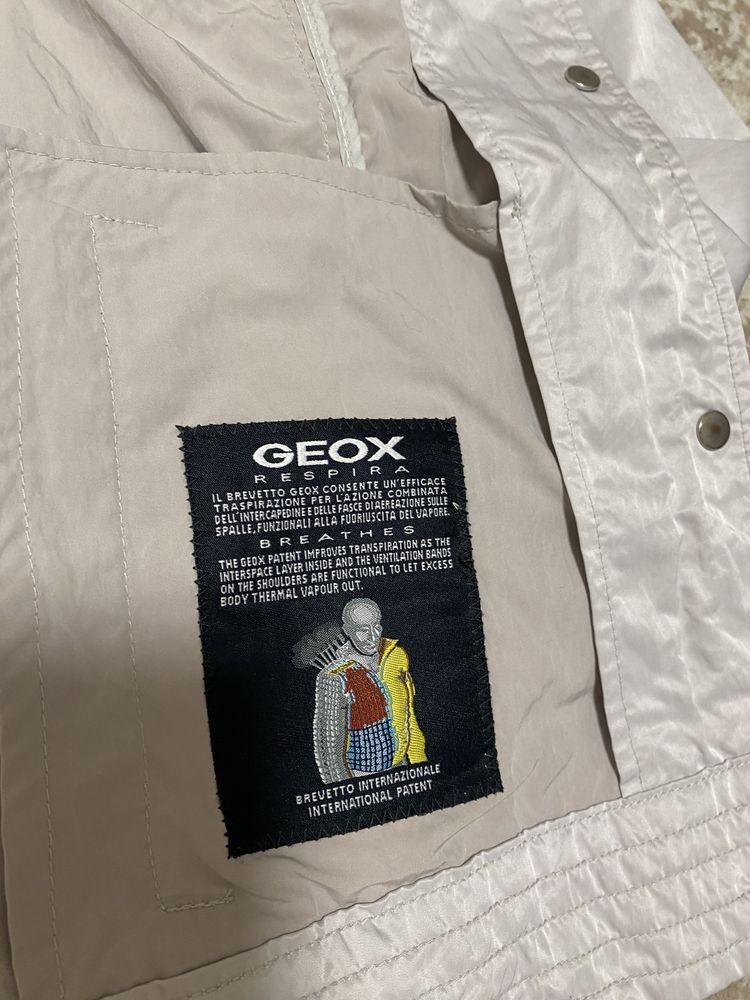 GEOX
RESPIRA
IL BREVETTO GEOX CONSENTE UN'EFFICACE
TRASPIRAZIONE PER L'AZIONE COMBINATA
DELL'INTERCAPEDINE E DELLE FASCE DI AEREAZIONE SULLE
SPALLE, FUNZIONALI ALLA FUORIUSCITA DEL VAPORE.
BREATHES
THE GEOX PATENT IMPROVES TRANSPIRATION AS THE
INTERSPACE LAYER INSIDE AND THE VENTILATION BANDS
ON THE SHOULDERS ARE FUNCTIONAL TO LET EXCESS
BODY THERMAL VAPOUR OUT.
BREVETTO INTERNAZIONALE
INTERNATIONAL PATENT